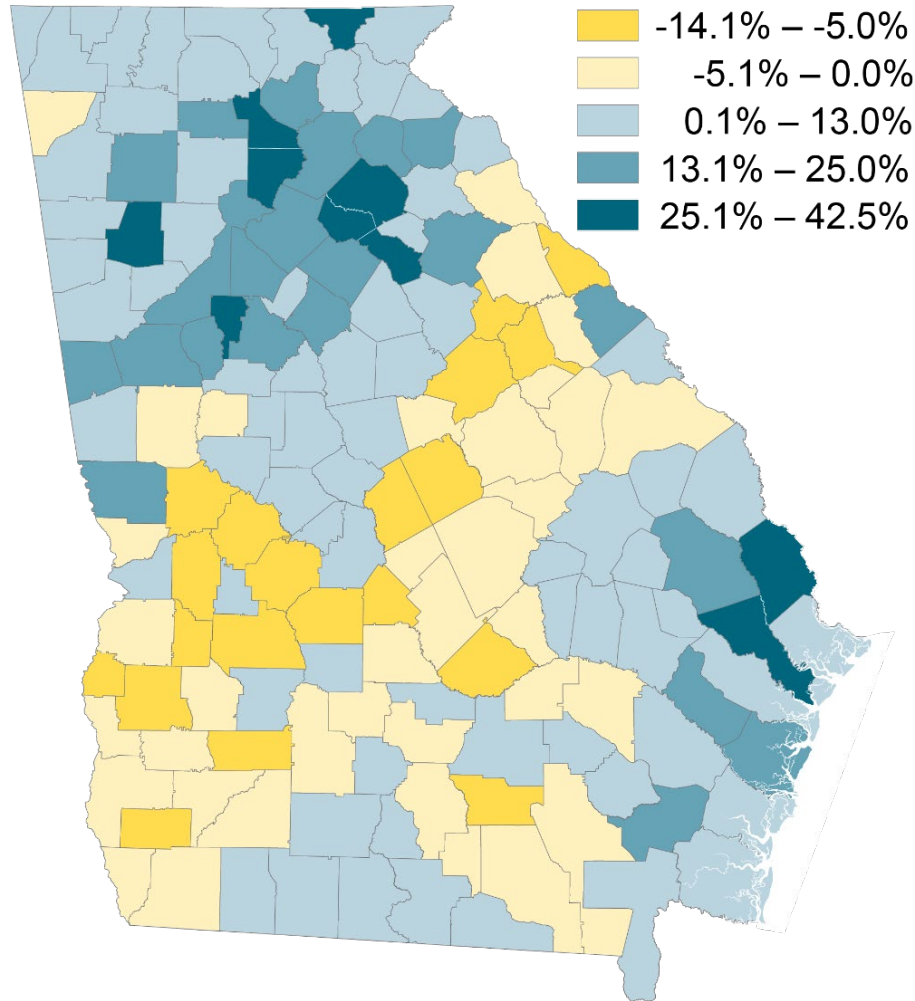 -14.1% – -5.0%
-5.1% – 0.0%
0.1% – 13.0%
13.1% – 25.0%
25.1% – 42.5%